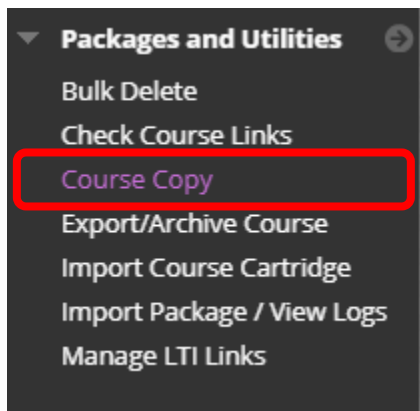 Packages and Utilities
Bulk Delete
Check Course Links
Course Copy
Export/Archive Course
Import Course Cartridge
Import Package / View Logs
Manage LTI Links